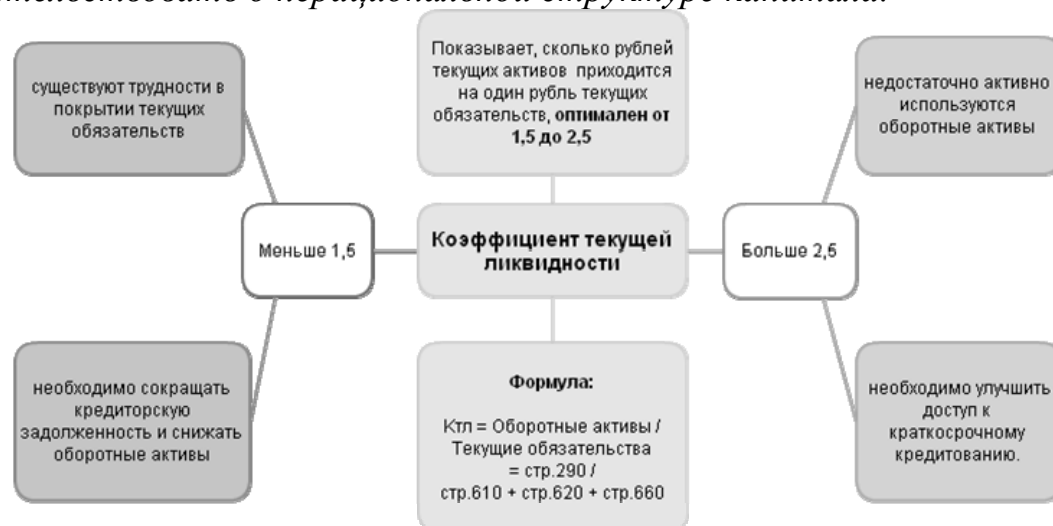 о нерациональной структуре капитала.
существуют трудности в
покрытии текущих
обязательств
Показывает, сколько рублей
текущих активов приходится
на один рубль текущих
обязательств, оптимален от
1,5 до 2,5
недостаточно активно
используются
оборотные активы
Меньше 1,5
Коэффициент текущей
ликвидности
Больше 2,5
необходимо сокращать
кредиторскую
задолженность и снижать
оборотные активы
Формула:
Ктл = Оборотные активы /
Текущие обязательства
= стр.290 /
стр.610 + стр.620 + стр.660
необходимо улучшить
доступ к
краткосрочному
кредитованию.